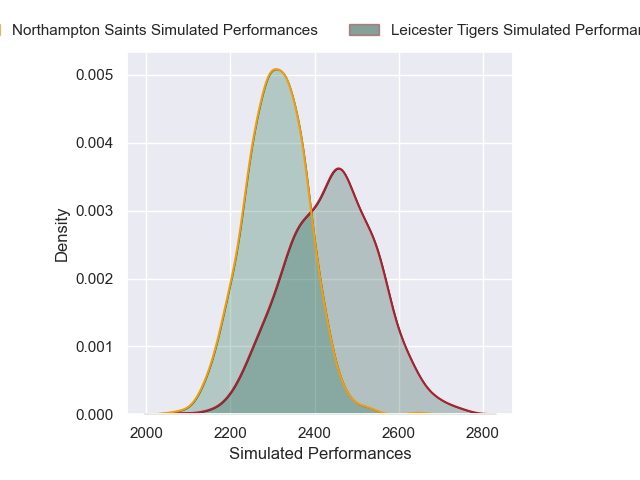 Northampton Saints Simulated Performances
Leicester Tigers Simulated
0.005
0.004
0.003
0.002
0.001
0.000
Density
2000 2200 2400 2600 2800
Simulated Performances